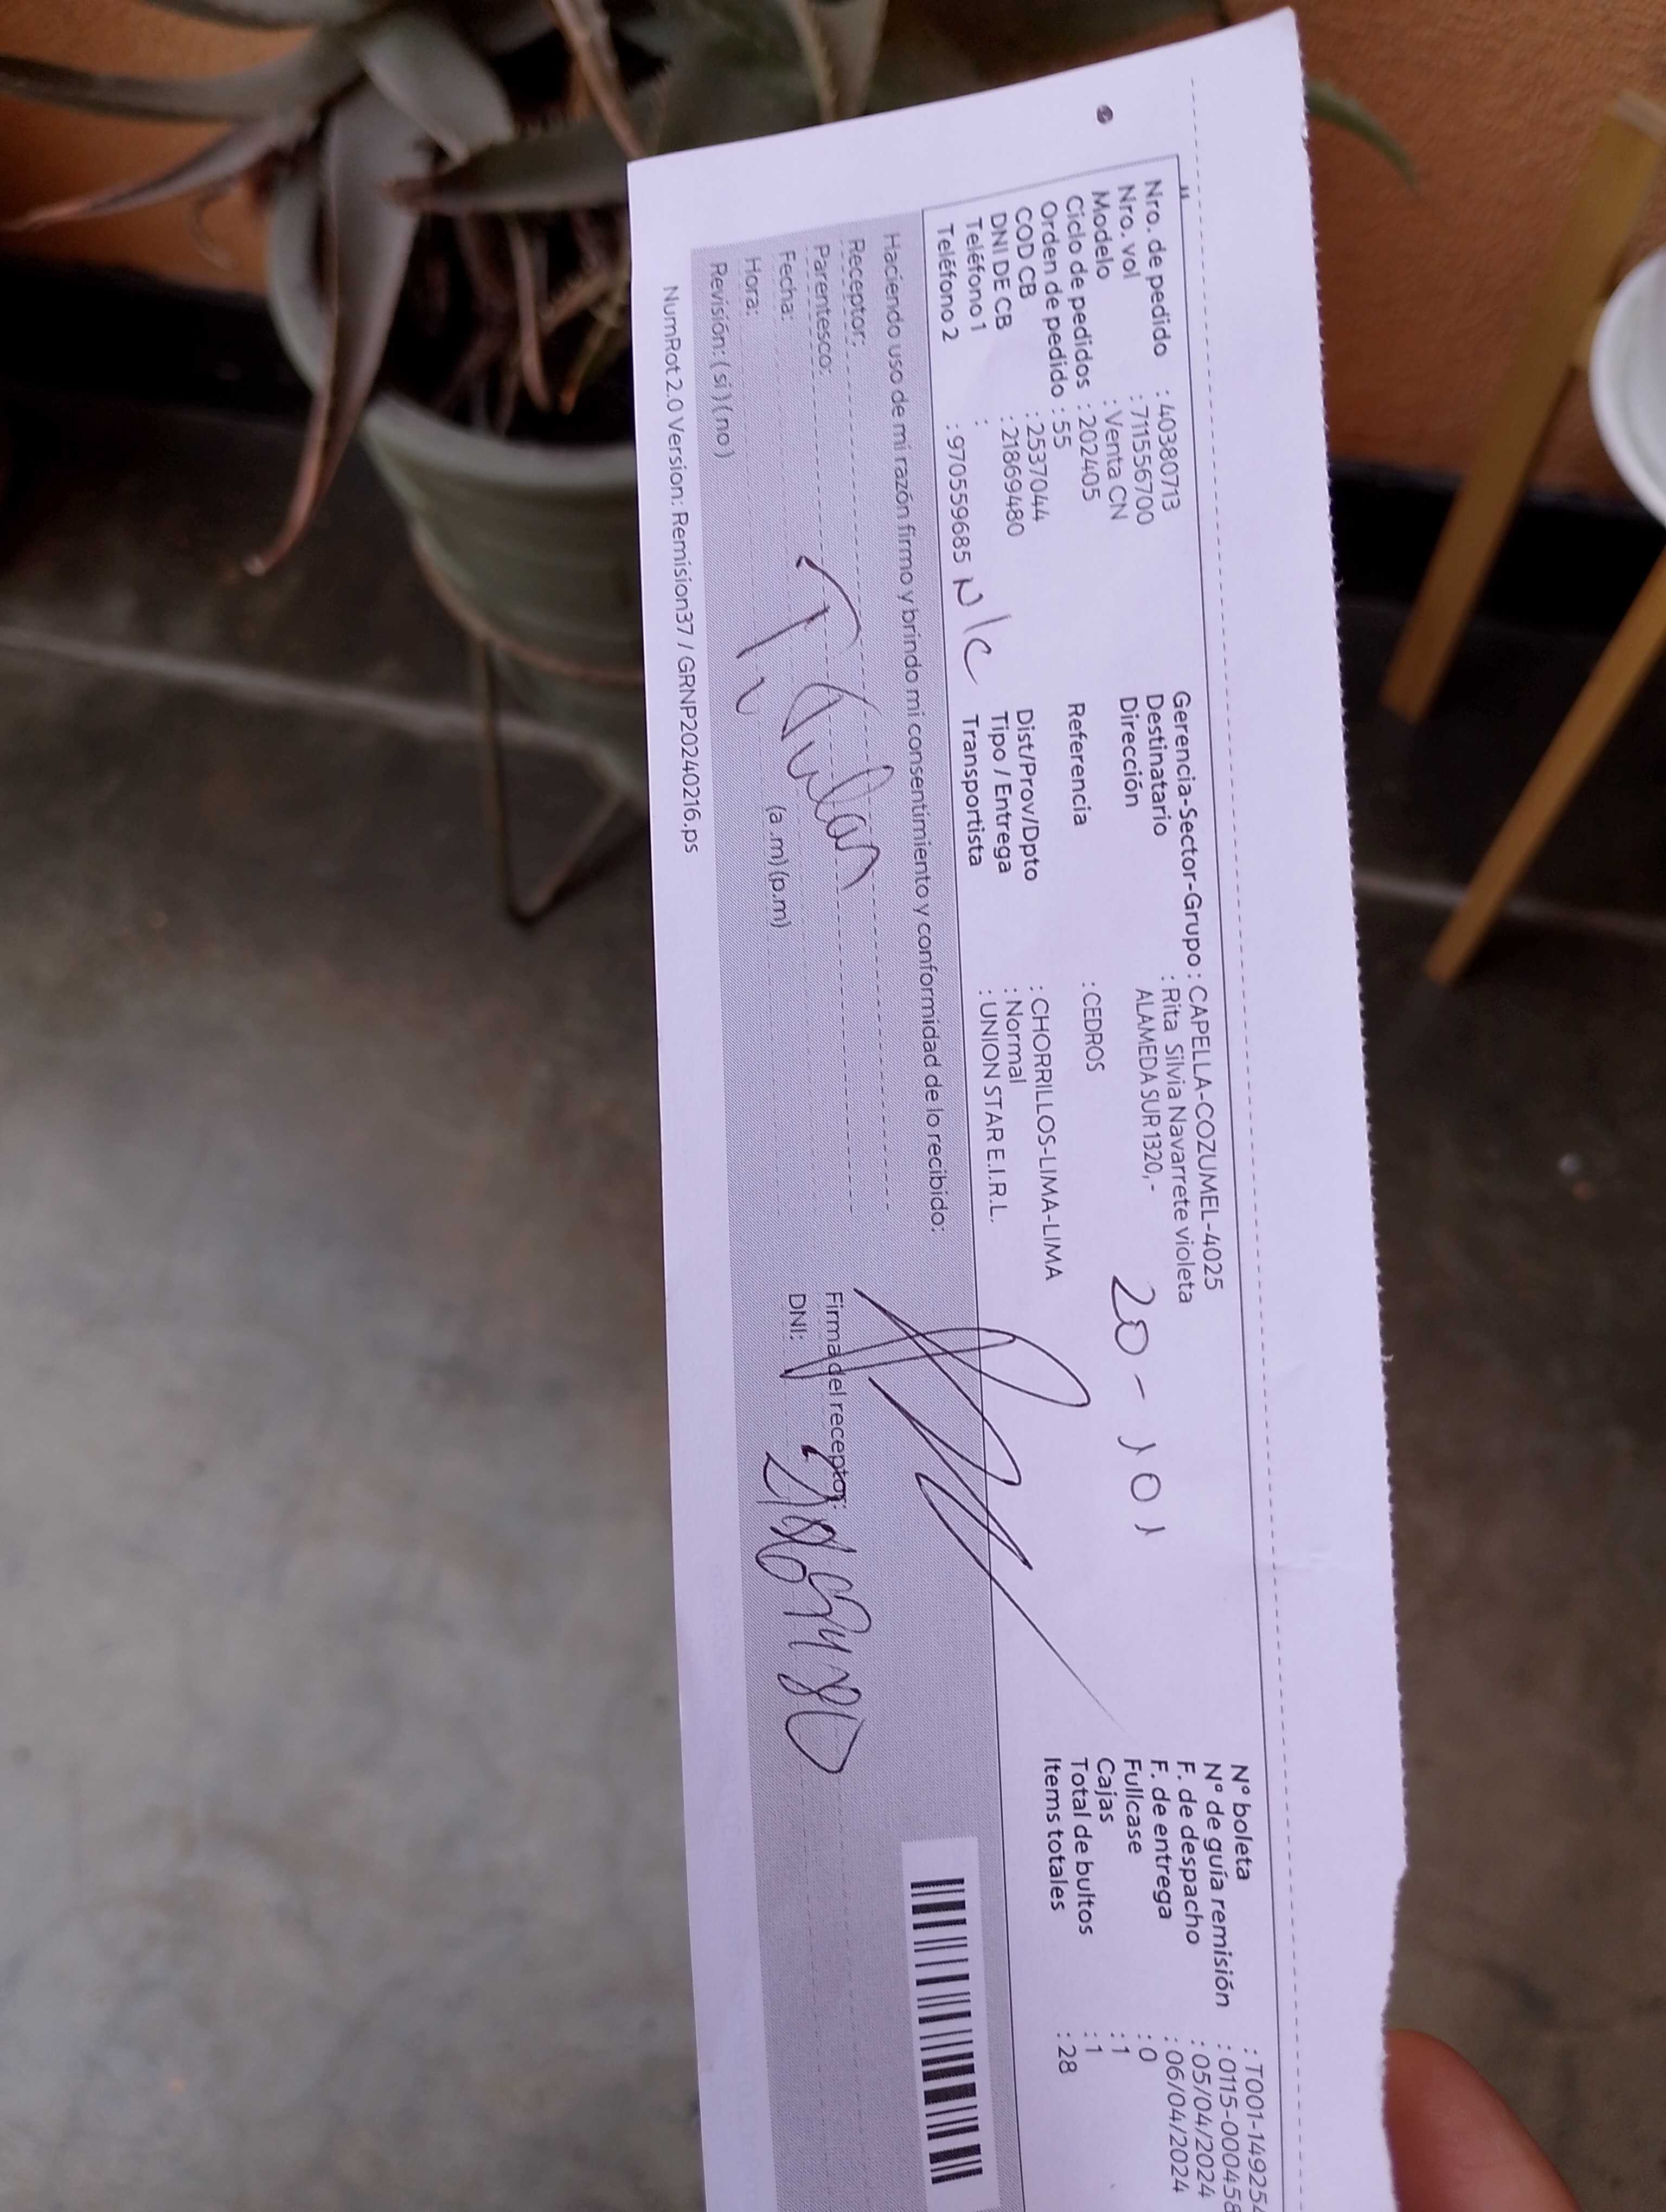 Nro. de pedido : 40380713
Nro. vol : 711556700
Modelo : Venta CN
Ciclo de pedidos : 202405
Orden de pedido : 55
COD CB : 2537044
DNI DE CB : 21869480
Teléfono 1 :
Teléfono 2 : 970559685 N/C
Gerencia-Sector-Grupo : CAPELLA-COZUMEL-4025
Destinatario : Rita Silvia Navarrete violeta
Dirección ALAMEDA SUR 1320, -
20 - 101
Referencia : CEDROS
Dist/Prov/Dpto : CHORRILLOS-LIMA-LIMA
Tipo / Entrega : Normal
Transportista : UNION STAR E.I.R.L.
N° boleta : T001-14925
N° de guía remisión : 0115-000458
F. de despacho : 05/04/2024
F. de entrega : 06/04/2024
Fullcase : 0
Cajas : 1
Total de bultos : 1
Items totales : 28
Haciendo uso de mi razón firmo y brindo mi consentimiento y conformidad de lo recibido:
Receptor:
Parentesco:
Fecha:
Hora: (a.m)(p.m)
Revisión: (si)(no)
Firma del receptor:
DNI: 21869480
NumRot 2.0 Version: Remision37 / GRNP20240216.ps